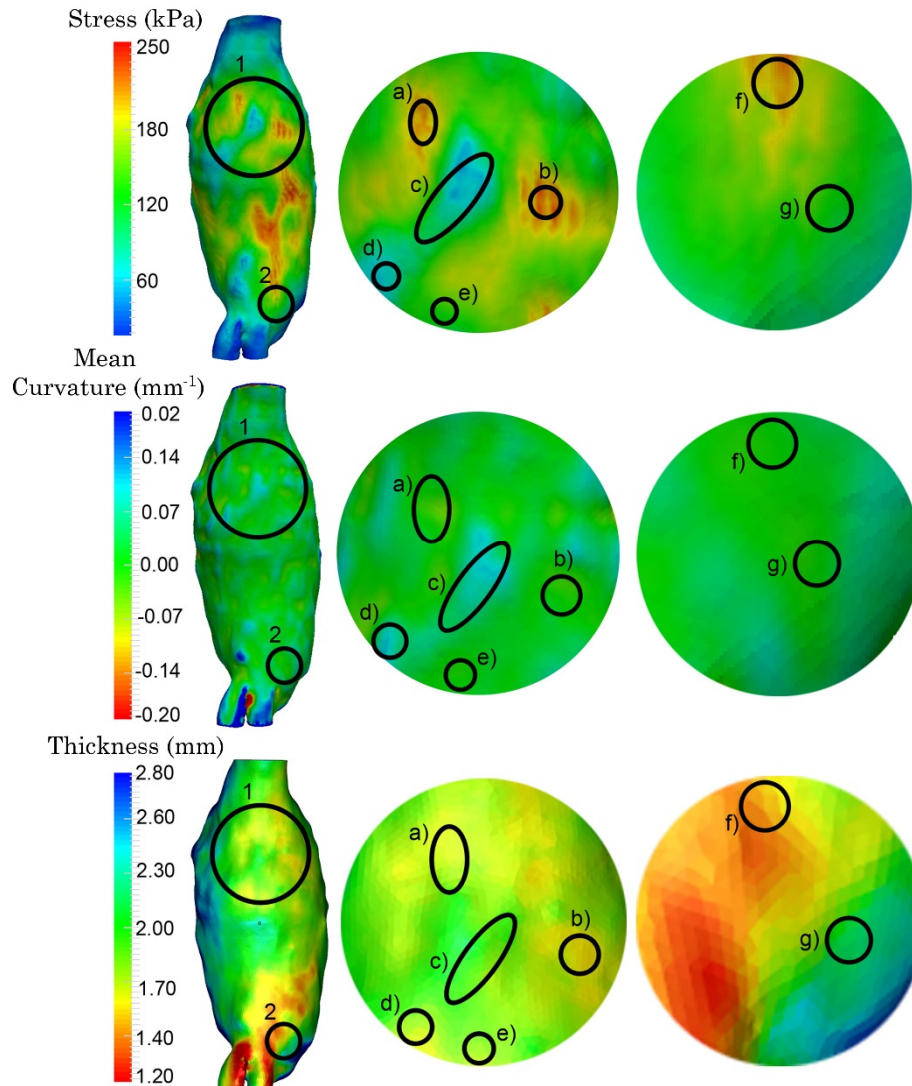 Stress (kPa)
250
180
120
60
1
2
a)
b)
c)
d)
e)
f)
g)
Mean
Curvature (mm-1)
0.02
0.14
0.07
0.00
-0.07
-0.14
-0.20
1
2
a)
b)
c)
d)
e)
f)
g)
Thickness (mm)
2.80
2.30
2.00
1.70
1.40
1.20
1
2
a)
b)
c)
d)
e)
f)
g)